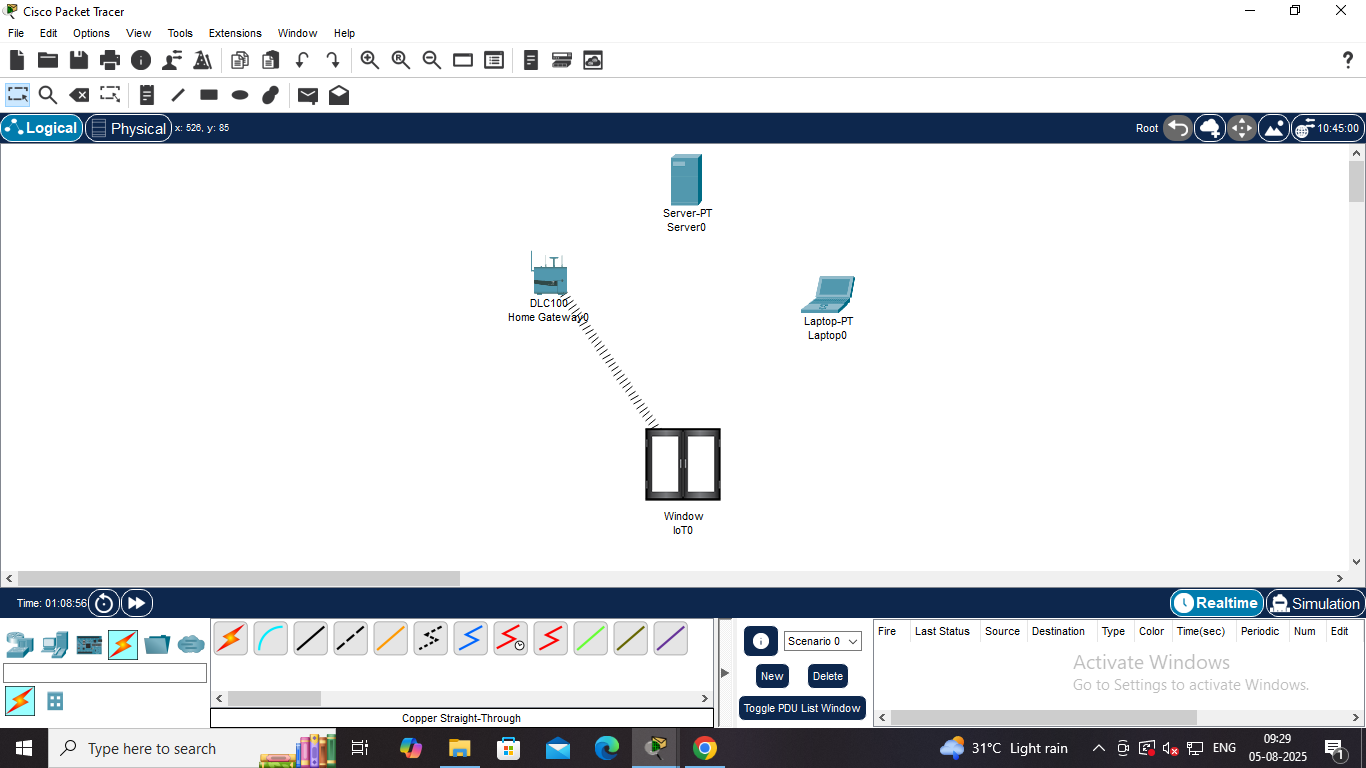 Cisco Packet Tracer
File Edit Options View Tools Extensions Window Help
?
Logical Physical x: 526, y: 85 Root 10:45:00
Server-PT
Server0
DLC100
Home Gateway0
Laptop-PT
Laptop0
Window
IoT0
Time: 01:08:56 Realtime Simulation
Scenario 0
New Delete
Toggle PDU List Window
Fire Last Status Source Destination Type Color Time(sec) Periodic Num Edit
Activate Windows
Go to Settings to activate Windows.
Copper Straight-Through
Type here to search
31°C Light rain
ENG
09:29
05-08-2025
1